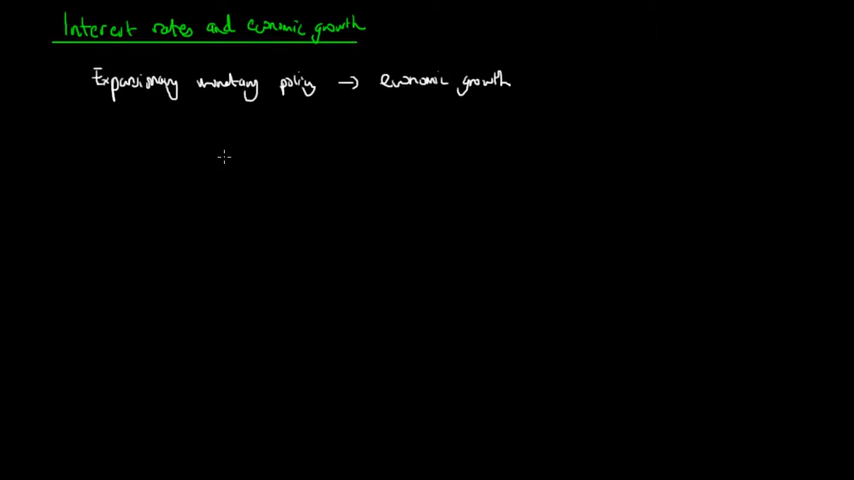 Interest rates and economic growth
Expansionary monetary policy → economic growth